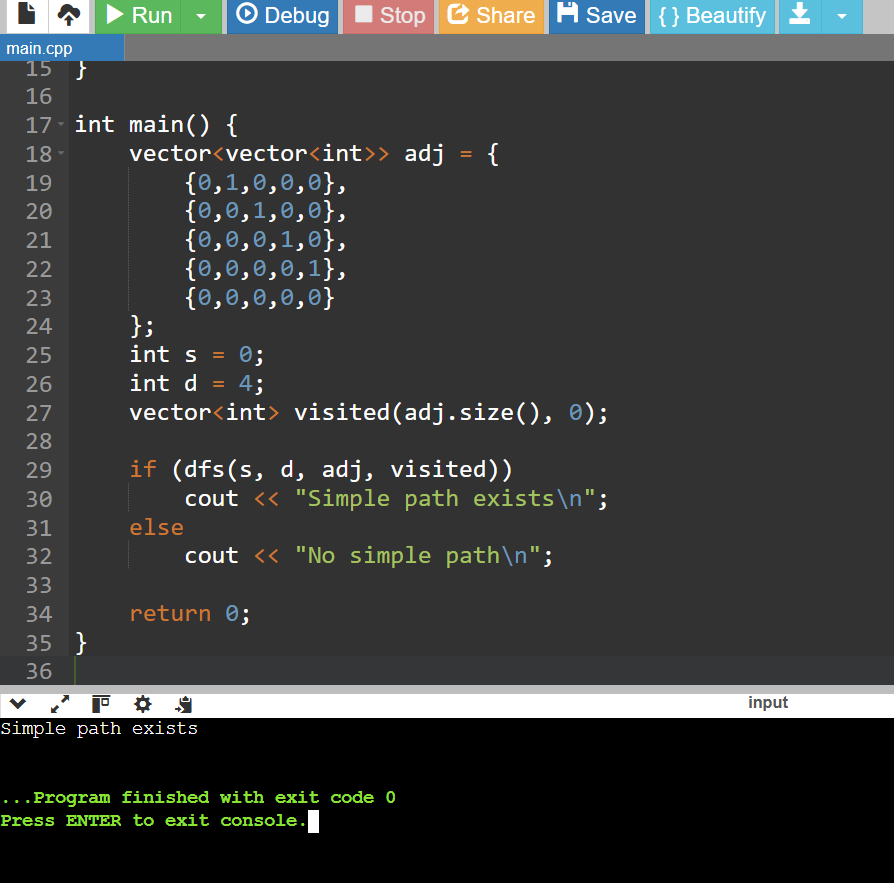 Run Debug Stop Share Save { } Beautify
main.cpp
15 }
16
17 int main() {
18     vector<vector<int>> adj = {
19         {0,1,0,0,0},
20         {0,0,1,0,0},
21         {0,0,0,1,0},
22         {0,0,0,0,1},
23         {0,0,0,0,0}
24     };
25     int s = 0;
26     int d = 4;
27     vector<int> visited(adj.size(), 0);
28
29     if (dfs(s, d, adj, visited))
30         cout << "Simple path exists\n";
31     else
32         cout << "No simple path\n";
33
34     return 0;
35 }
36
input
Simple path exists
...Program finished with exit code 0
Press ENTER to exit console.